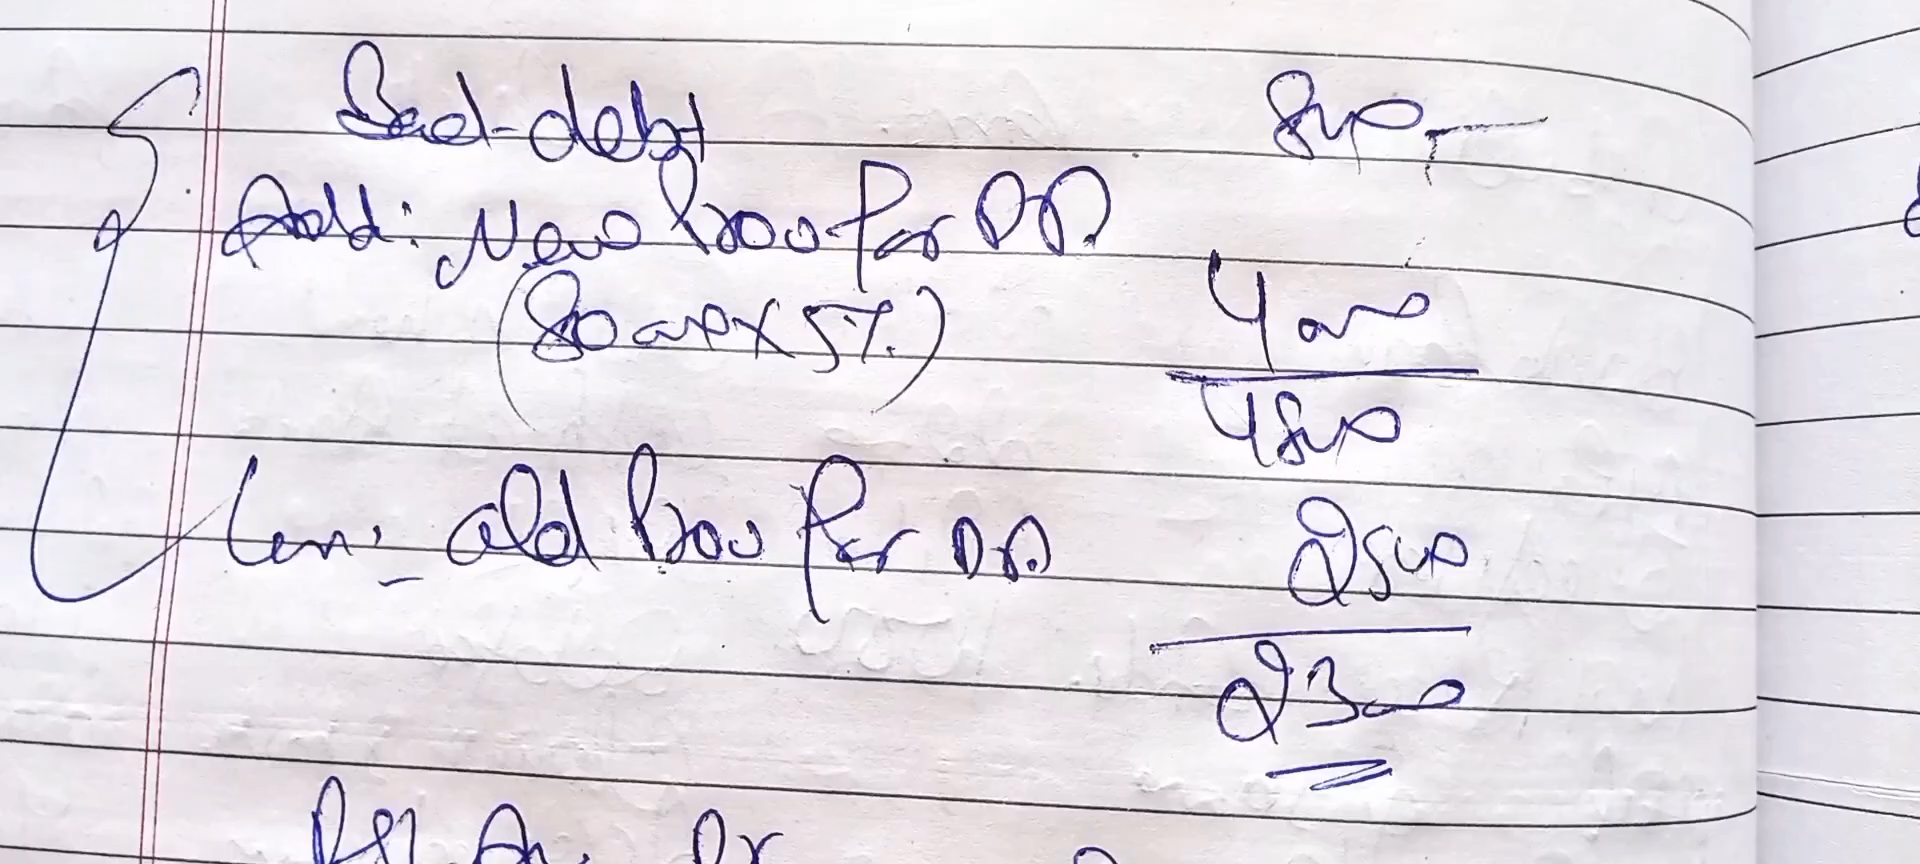 Bad-debt 800
Add: New Prov for DD.
(80000 x 5%) 4000
4800
Less:- Old Prov for DD 2500
2300
P&L A/c. Dr